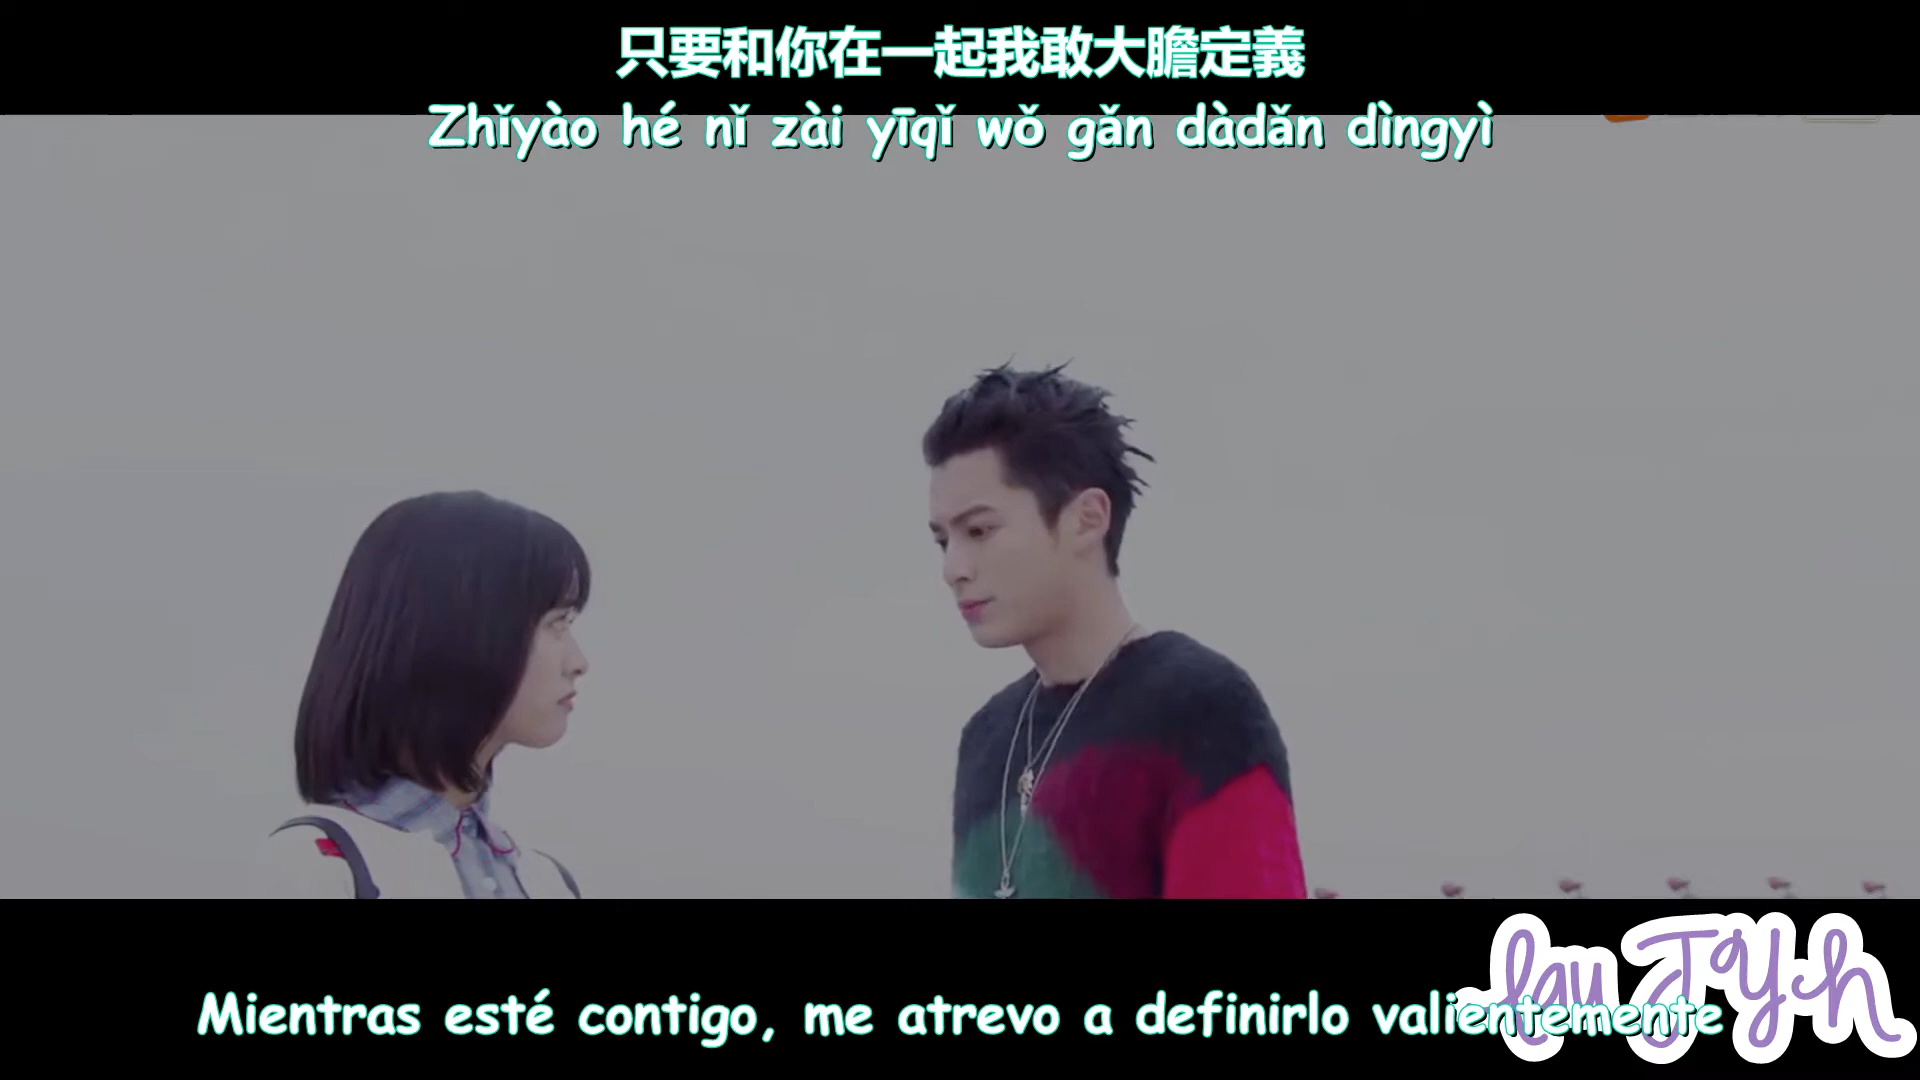 只要和你在一起我敢大膽定義
Zhǐyào hé nǐ zài yīqǐ wǒ gǎn dàdǎn dìngyì
Mientras esté contigo, me atrevo a definirlo valientemente